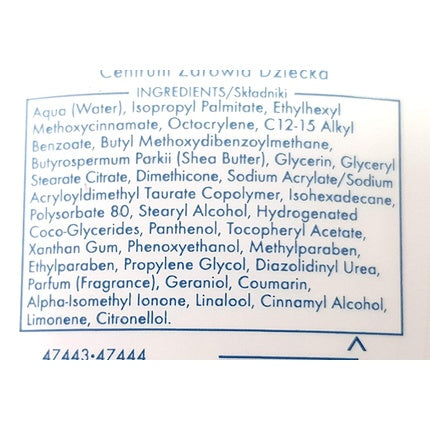 Centrum Zdrowia Dziecka
INGREDIENTS/Składniki
Aqua (Water), Isopropyl Palmitate, Ethylhexyl
Methoxycinnamate, Octocrylene, C12-15 Alkyl
Benzoate, Butyl Methoxydibenzoylmethane,
Butyrospermum Parkii (Shea Butter), Glycerin, Glyceryl
Stearate Citrate, Dimethicone, Sodium Acrylate/Sodium
Acryloyldimethyl Taurate Copolymer, Isohexadecane,
Polysorbate 80, Stearyl Alcohol, Hydrogenated
Coco-Glycerides, Panthenol, Tocopheryl Acetate,
Xanthan Gum, Phenoxyethanol, Methylparaben,
Ethylparaben, Propylene Glycol, Diazolidinyl Urea,
Parfum (Fragrance), Geraniol, Coumarin,
Alpha-Isomethyl Ionone, Linalool, Cinnamyl Alcohol,
Limonene, Citronellol.
47443·47444